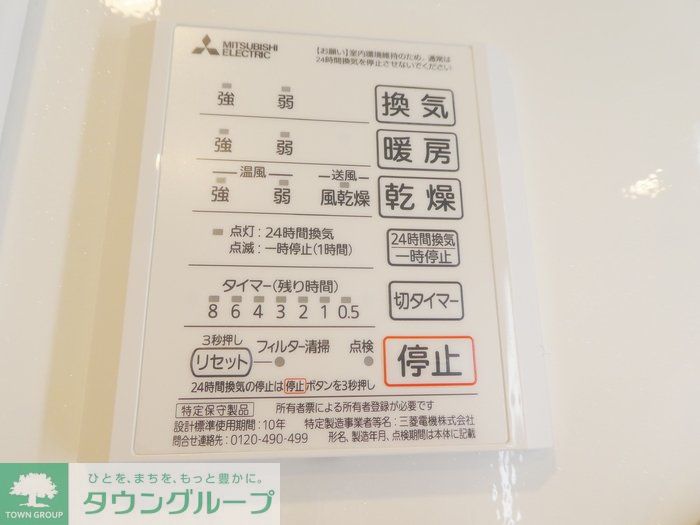 MITSUBISHI
ELECTRIC
【お願い】室内環境維持のため、通常は
24時間換気を停止させないでください
強 弱 換気
強 弱 暖房
温風 送風
強 弱 風乾燥 乾燥
点灯：24時間換気
点滅：一時停止(1時間)
24時間換気
一時停止
タイマー(残り時間)
8 6 4 3 2 1 0.5
切タイマー
3秒押し
リセット フィルター清掃 点検
停止
24時間換気の停止は停止ボタンを3秒押し
特定保守製品 所有者票による所有者登録が必要です
設計標準使用期間：10年 特定製造事業者等名：三菱電機株式会社
問合せ連絡先：0120-490-499 形名、製造年月、点検期間は本体に記載
ひとを、まちを、もっと豊かに。
タウングループ
TOWN GROUP